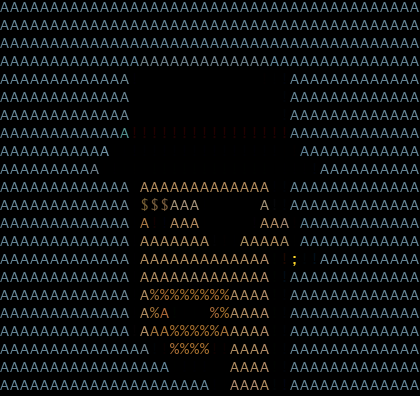 AAAAAAAAAAAAAAAAAAAAAAAAAAAAAAAAAAAAAAAAAA
AAAAAAAAAAAAAAAAAAAAAAAAAAAAAAAAAAAAAAAAAA
AAAAAAAAAAAAAAAAAAAAAAAAAAAAAAAAAAAAAAAAAA
AAAAAAAAAAAAAAAAAAAAAAAAAAAAAAAAAAAAAAAAAA
AAAAAAAAAAAAA                AAAAAAAAAAAAA
AAAAAAAAAAAAA                AAAAAAAAAAAAA
AAAAAAAAAAAAA                AAAAAAAAAAAAA
AAAAAAAAAAAAA!!!!!!!!!!!!!!!!AAAAAAAAAAAAA
AAAAAAAAAAA                   AAAAAAAAAAAA
AAAAAAAAAA                      AAAAAAAAAA
AAAAAAAAAAAAA AAAAAAAAAAAAA  AAAAAAAAAAAAA
AAAAAAAAAAAAA $$$AAA      A  AAAAAAAAAAAAA
AAAAAAAAAAAAA A  AAA      AAA AAAAAAAAAAAA
AAAAAAAAAAAAA AAAAAAA   AAAAA AAAAAAAAAAAA
AAAAAAAAAAAAA AAAAAAAAAAAAA  ;  AAAAAAAAAA
AAAAAAAAAAAAA AAAAAAAAAAAAA  AAAAAAAAAAAAA
AAAAAAAAAAAAA A%%%%%%%%AAAA  AAAAAAAAAAAAA
AAAAAAAAAAAAA A%A    %%AAAA  AAAAAAAAAAAAA
AAAAAAAAAAAAA AAA%%%%%AAAAA  AAAAAAAAAAAAA
AAAAAAAAAAAAAAA  %%%%  AAAA  AAAAAAAAAAAAA
AAAAAAAAAAAAAAAAA      AAAA  AAAAAAAAAAAAA
AAAAAAAAAAAAAAAAAAAAA  AAAA  AAAAAAAAAAAAA